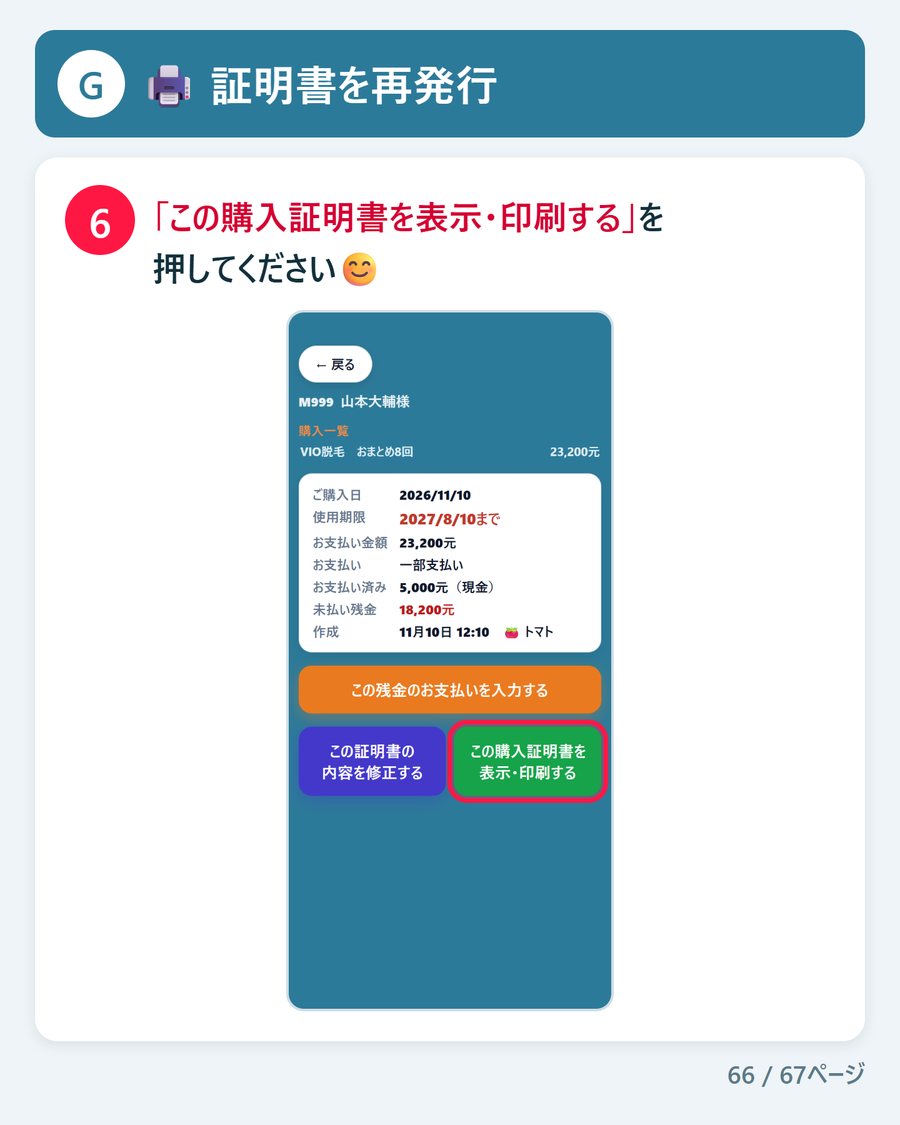 G 証明書を再発行
6 「この購入証明書を表示・印刷する」を
押してください
← 戻る
M999 山本大輔様
購入一覧
VIO脱毛 おまとめ8回 23,200元
ご購入日 2026/11/10
使用期限 2027/8/10まで
お支払い金額 23,200元
お支払い 一部支払い
お支払い済み 5,000元（現金）
未払い残金 18,200元
作成 11月10日 12:10 トマト
この残金のお支払いを入力する
この証明書の
内容を修正する
この購入証明書を
表示・印刷する
66 / 67ページ